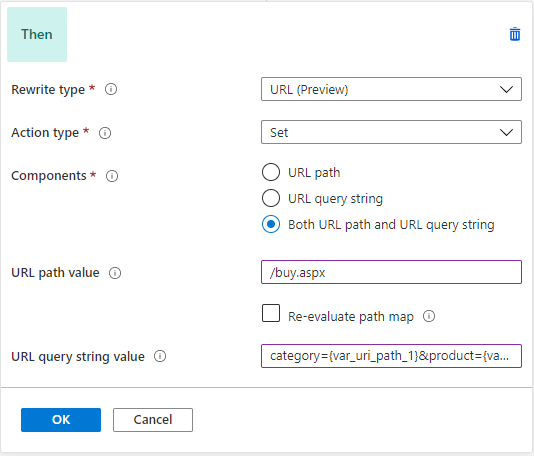 Then
Rewrite type *
URL (Preview)
Action type *
Set
Components *
URL path
URL query string
Both URL path and URL query string
URL path value
/buy.aspx
Re-evaluate path map
URL query string value
category={var_uri_path_1}&product={va...
OK
Cancel